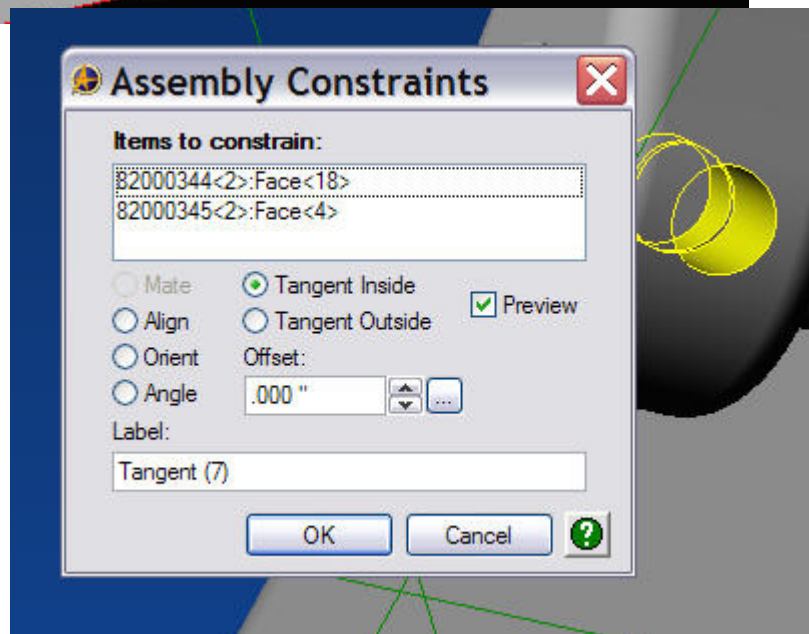 Assembly Constraints
Items to constrain:
82000344<2>:Face<18>
82000345<2>:Face<4>
Mate
Tangent Inside
Preview
Align
Tangent Outside
Orient
Offset:
Angle
.000 "
...
Label:
Tangent (7)
OK
Cancel
?